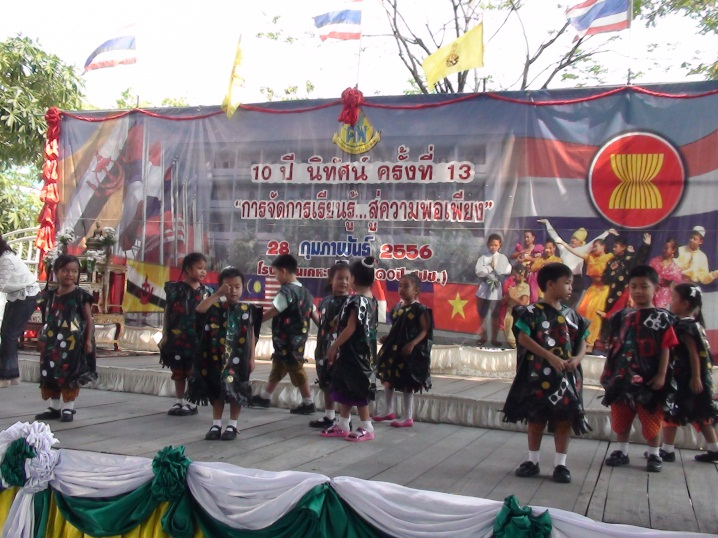 10 ปี นิทัศน์ ครั้งที่ 13
"การจัดการเรียนรู้...สู่ความพอเพียง"
28 กุมภาพันธ์ 2556